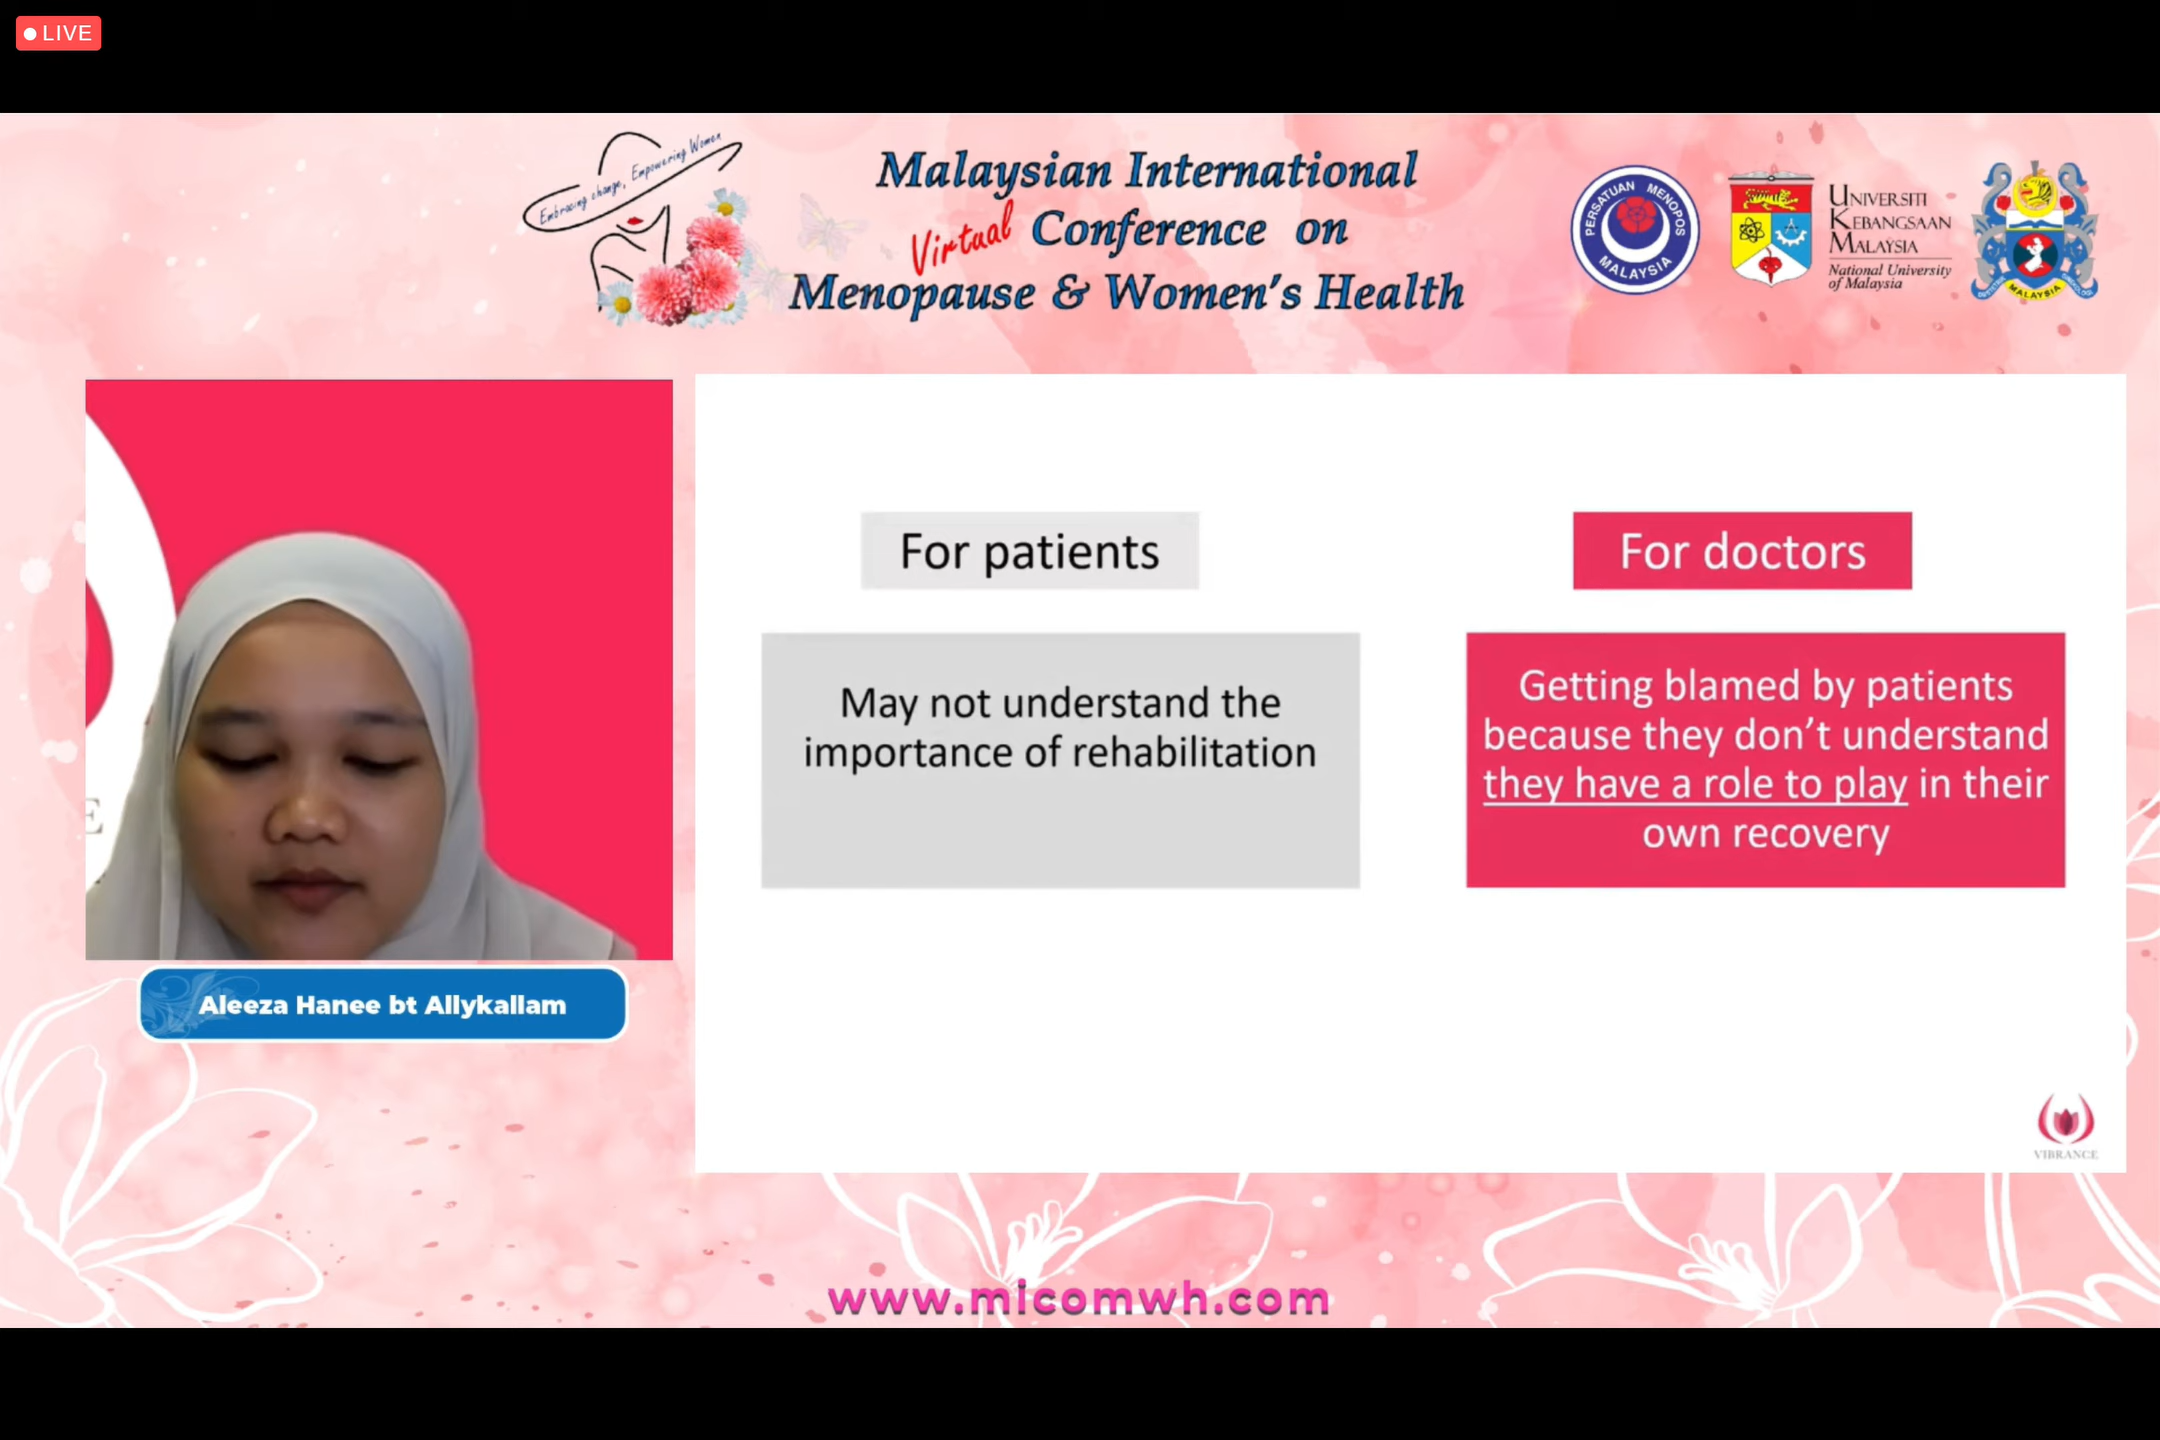 LIVE
Embracing change, Empowering Women
Malaysian International
Virtual Conference on
Menopause & Women's Health
PERSATUAN MENOPOS
MALAYSIA
UNIVERSITI
KEBANGSAAN
MALAYSIA
National University
of Malaysia
MALAYSIA
For patients
For doctors
May not understand the
importance of rehabilitation
Getting blamed by patients
because they don't understand
they have a role to play in their
own recovery
E
Aleeza Hanee bt Allykallam
VIBRANCE
www.micomwh.com